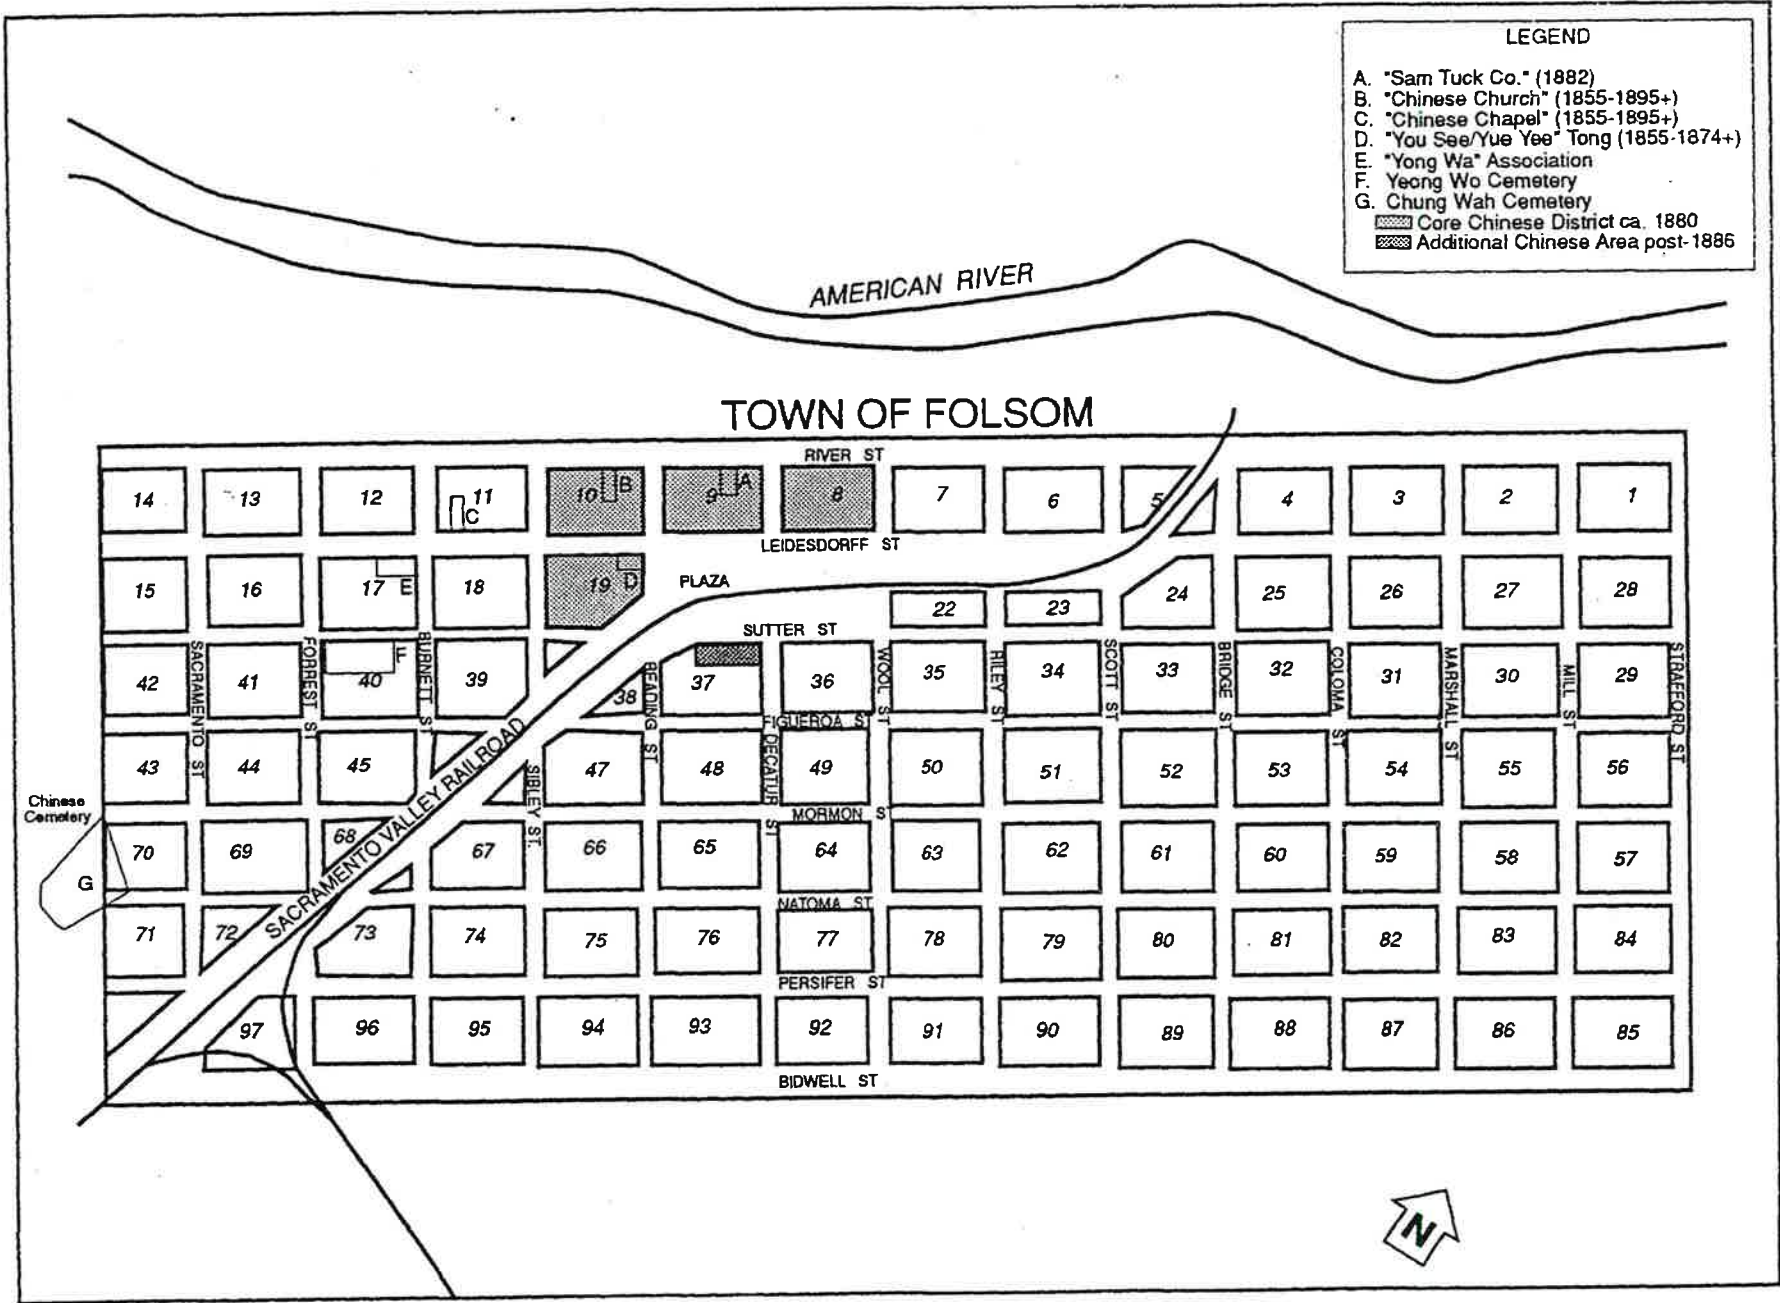 LEGEND
A. "Sam Tuck Co." (1882)
B. "Chinese Church" (1855-1895+)
C. "Chinese Chapel" (1855-1895+)
D. "You See/Yue Yee" Tong (1855-1874+)
E. "Yong Wa" Association
F. Yeong Wo Cemetery
G. Chung Wah Cemetery
Core Chinese District ca. 1880
Additional Chinese Area post-1886
AMERICAN RIVER
TOWN OF FOLSOM
RIVER ST
14 13 12 11 C 10 B 9 A 8 7 6 5 4 3 2 1
LEIDESDORFF ST
15 16 17 E 18 19 D PLAZA 22 23 24 25 26 27 28
SUTTER ST
42 41 40 F 39 38 37 36 35 34 33 32 31 30 29
SACRAMENTO ST
FORREST ST
BURNETT ST
READING ST
WOOL ST
RILEY ST
SCOTT ST
BRIDGE ST
COLOMA ST
MARSHALL ST
MILL ST
STRAFFORD ST
FIGUEROA ST
DECATUR ST
SIBLEY ST.
SACRAMENTO VALLEY RAILROAD
43 44 45 47 48 49 50 51 52 53 54 55 56
Chinese
Cemetery
MORMON ST
G 70 69 68 67 66 65 64 63 62 61 60 59 58 57
NATOMA ST
71 72 73 74 75 76 77 78 79 80 81 82 83 84
PERSIFER ST
97 96 95 94 93 92 91 90 89 88 87 86 85
BIDWELL ST
N